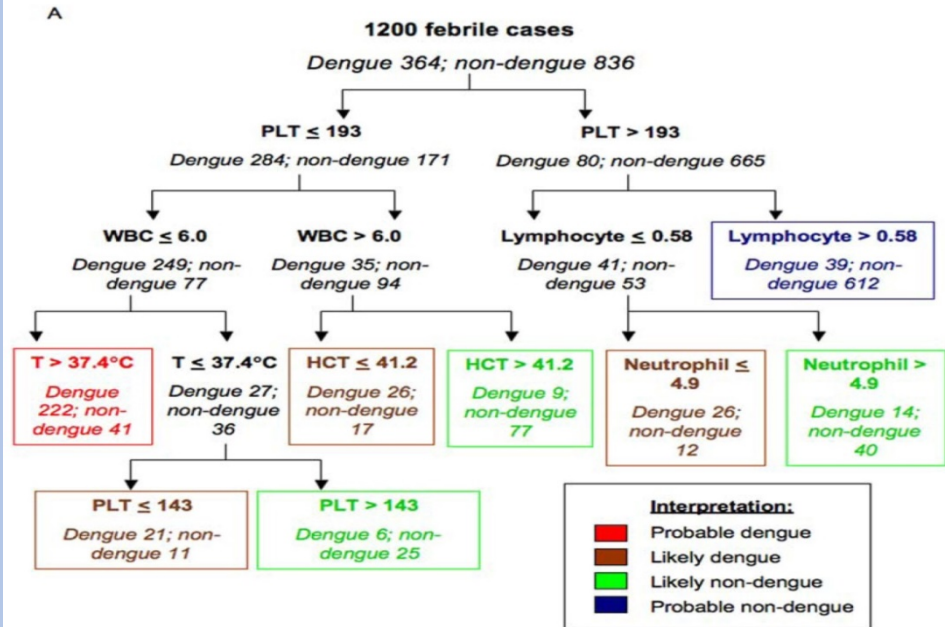 A
1200 febrile cases
Dengue 364; non-dengue 836
PLT ≤ 193
Dengue 284; non-dengue 171
PLT > 193
Dengue 80; non-dengue 665
WBC ≤ 6.0
Dengue 249; non-
dengue 77
WBC > 6.0
Dengue 35; non-
dengue 94
Lymphocyte ≤ 0.58
Dengue 41; non-
dengue 53
Lymphocyte > 0.58
Dengue 39; non-
dengue 612
T > 37.4°C
Dengue
222; non-
dengue 41
T ≤ 37.4°C
Dengue 27;
non-dengue
36
HCT ≤ 41.2
Dengue 26;
non-dengue
17
HCT > 41.2
Dengue 9;
non-dengue
77
Neutrophil ≤
4.9
Dengue 26;
non-dengue
12
Neutrophil >
4.9
Dengue 14;
non-dengue
40
PLT ≤ 143
Dengue 21; non-
dengue 11
PLT > 143
Dengue 6; non-
dengue 25
Interpretation:
Probable dengue
Likely dengue
Likely non-dengue
Probable non-dengue